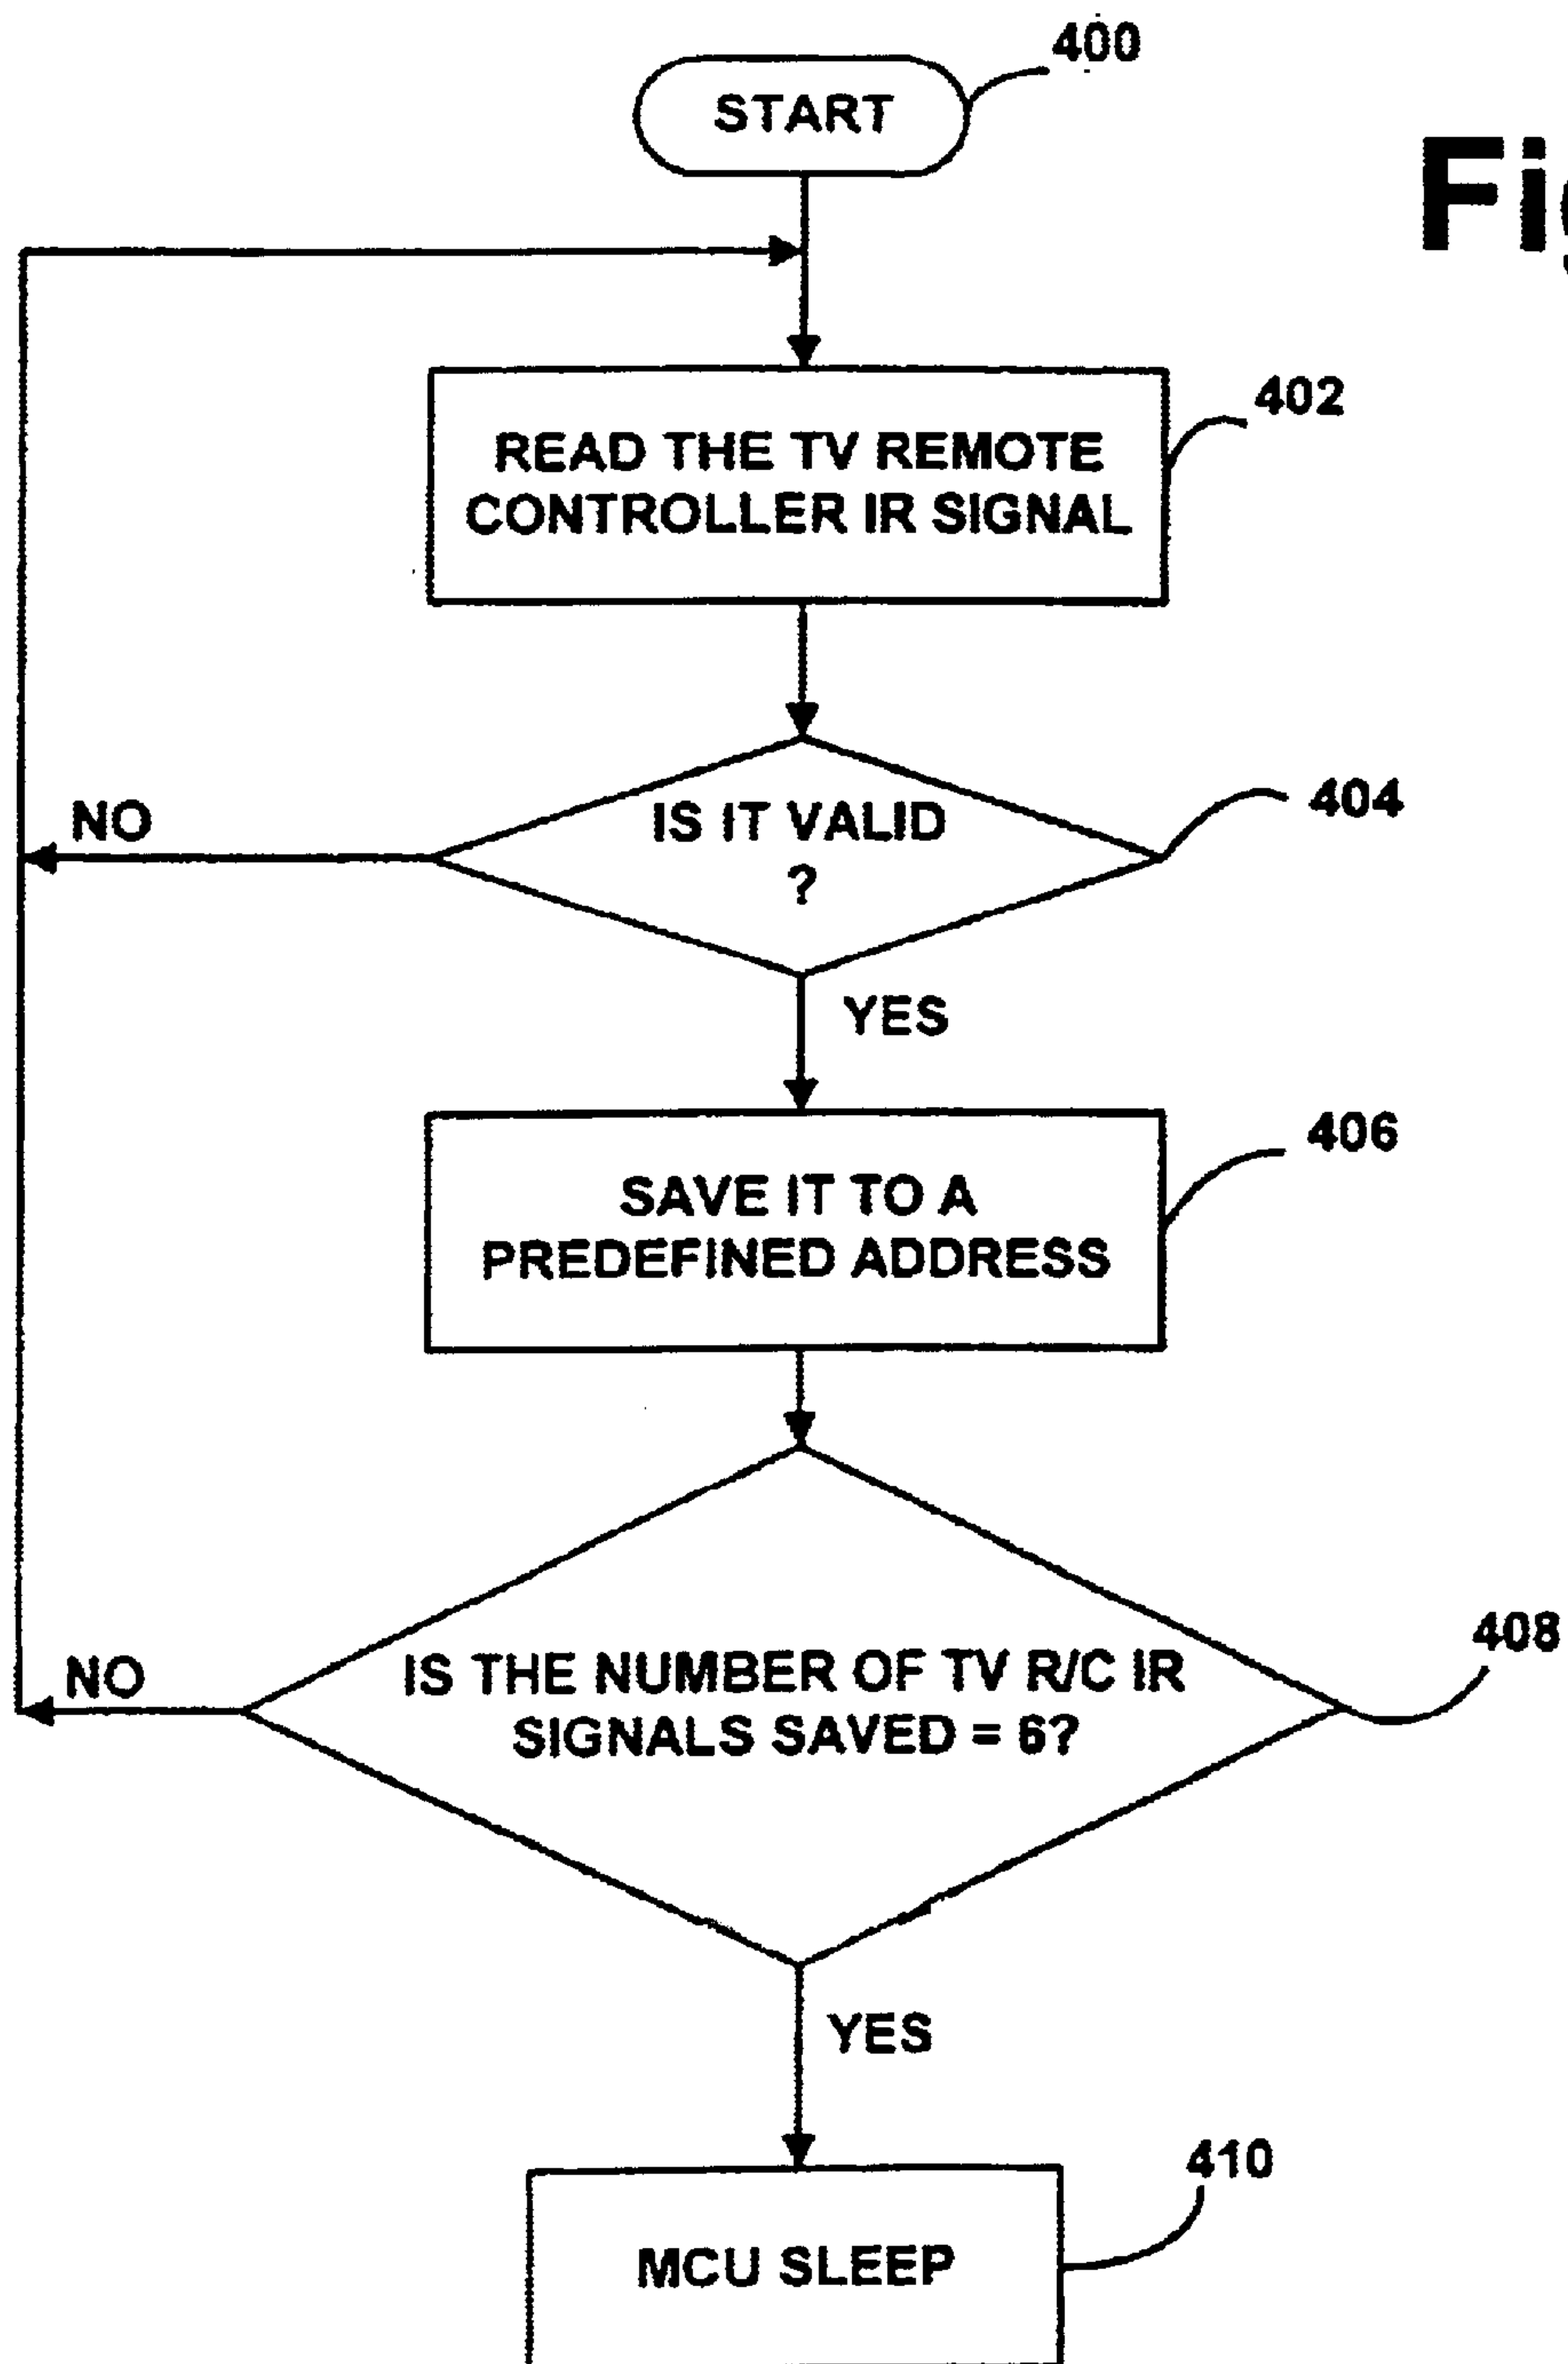 400
START
Fi
402
READ THE TV REMOTE
CONTROLLER IR SIGNAL
404
NO
IS IT VALID
?
YES
406
SAVE IT TO A
PREDEFINED ADDRESS
408
NO
IS THE NUMBER OF TV R/C IR
SIGNALS SAVED = 6?
YES
410
MCU SLEEP